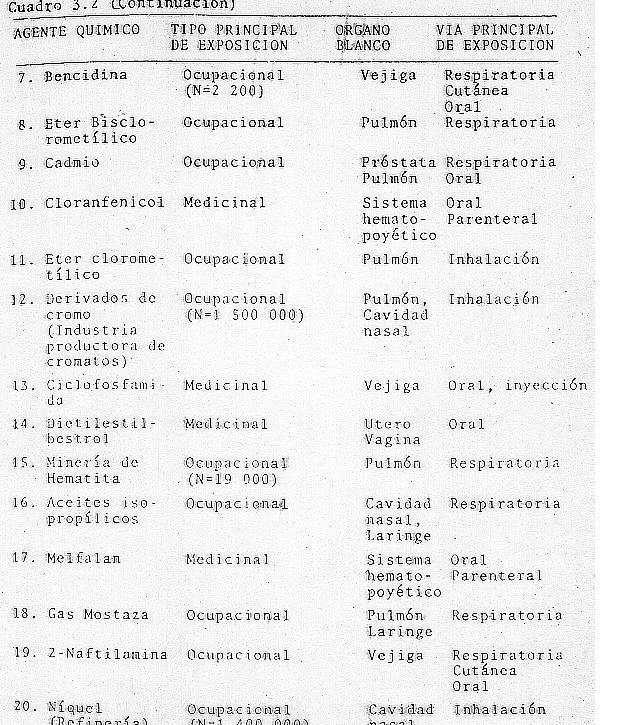 Cuadro 3.2 (Continuación)
AGENTE QUIMICO TIPO PRINCIPAL ORGANO VIA PRINCIPAL
DE EXPOSICION BLANCO DE EXPOSICION
7. Bencidina Ocupacional Vejiga Respiratoria
(N=2 200) Cutánea
Oral
8. Eter Bisclo- Ocupacional Pulmón Respiratoria
rometílico
9. Cadmio Ocupacional Próstata Respiratoria
Pulmón Oral
10. Cloranfenicol Medicinal Sistema Oral
hemato- Parenteral
poyético
11. Eter clorome- Ocupacional Pulmón Inhalación
tílico
12. Derivados de Ocupacional Pulmón, Inhalación
cromo (N=1 500 000) Cavidad
(Industria nasal
productora de
cromatos)
13. Ciclofosfami- Medicinal Vejiga Oral, inyección
da
14. Dietilestil- Medicinal Utero Oral
bestrol Vagina
15. Minería de Ocupacional Pulmón Respiratoria
Hematita (N=19 000)
16. Aceites iso- Ocupacional Cavidad Respiratoria
propílicos nasal,
Laringe
17. Melfalan Medicinal Sistema Oral
hemato- Parenteral
poyético
18. Gas Mostaza Ocupacional Pulmón Respiratoria
Laringe
19. 2-Naftilamina Ocupacional Vejiga Respiratoria
Cutánea
Oral
20. Níquel Ocupacional Cavidad Inhalación
(Refinería) (N=1 400 000) nasal